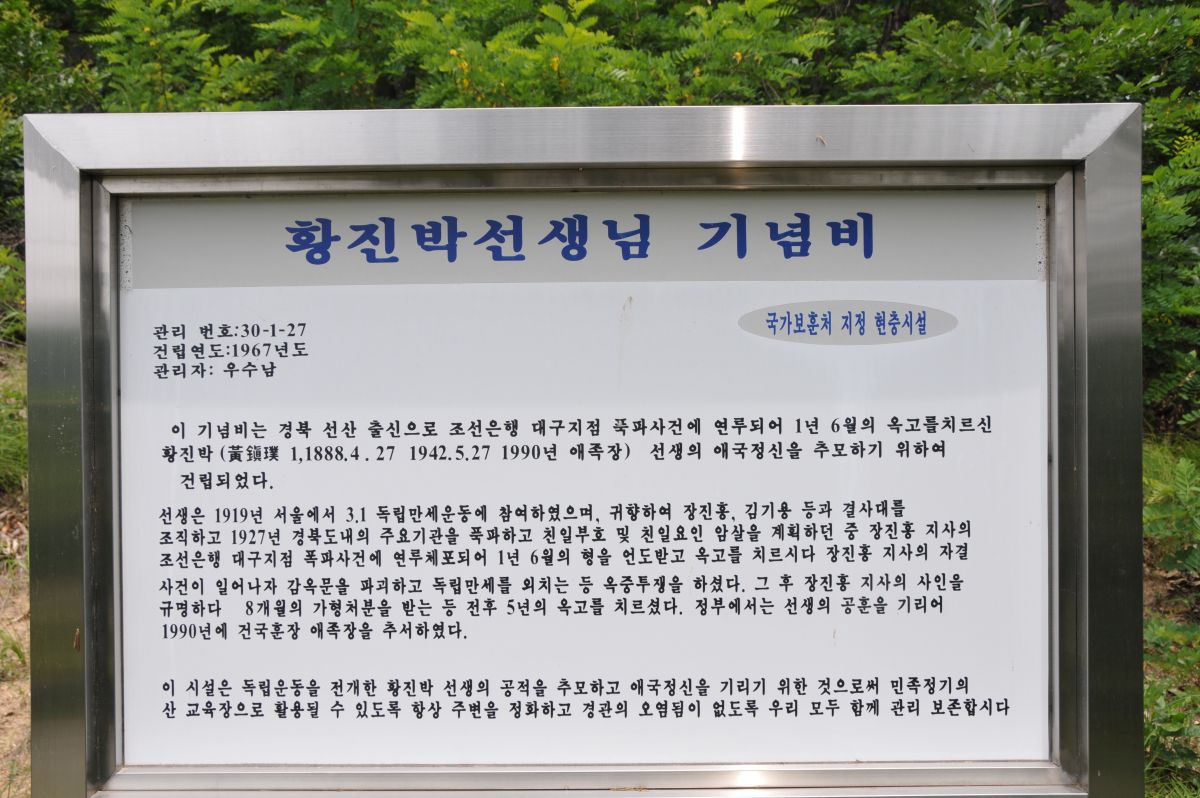 황진박선생님 기념비
국가보훈처 지정 현충시설
관리 번호:30-1-27
건립연도:1967년도
관리자: 우수남
이 기념비는 경북 선산 출신으로 조선은행 대구지점 푹파사건에 연루되어 1년 6월의 옥고를치르신
황진박(黃鎭璞 1,1888.4.27 1942.5.27 1990년 애족장) 선생의 애국정신을 추모하기 위하여
건립되었다.
선생은 1919년 서울에서 3.1 독립만세운동에 참여하였으며, 귀향하여 장진홍, 김기용 등과 결사대를
조직하고 1927년 경북도내의 주요기관을 푹파하고 친일부호 및 친일요인 암살을 계획하던 중 장진홍 지사의
조선은행 대구지점 폭파사건에 연루체포되어 1년 6월의 형을 언도받고 옥고를 치르시다 장진홍 지사의 자결
사건이 일어나자 감옥문을 파괴하고 독립만세를 외치는 등 옥중투쟁을 하셨다. 그 후 장진홍 지사의 사인을
규명하다 8개월의 가형처분을 받는 등 전후 5년의 옥고를 치르셨다. 정부에서는 선생의 공훈을 기리어
1990년에 건국훈장 애족장을 추서하였다.
이 시설은 독립운동을 전개한 황진박 선생의 공적을 추모하고 애국정신을 기리기 위한 것으로써 민족정기의
산 교육장으로 활용될 수 있도록 항상 주변을 정화하고 경관의 오염됨이 없도록 우리 모두 함께 관리 보존합시다